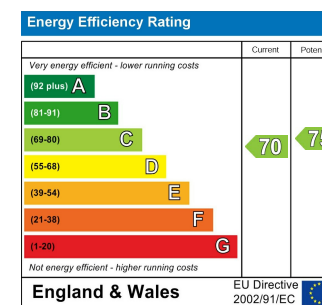 Energy Efficiency Rating
Current
Very energy efficient - lower running costs
(92 plus) A
(81-91) B
(69-80) C
70
(55-68) D
(39-54) E
(21-38) F
(1-20) G
Not energy efficient - higher running costs
England & Wales
EU Directive
2002/91/EC